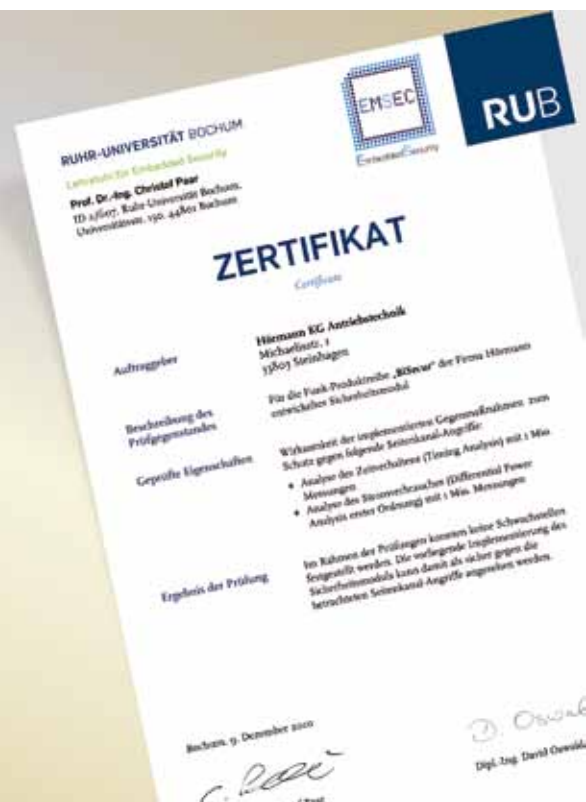 RUHR-UNIVERSITÄT BOCHUM
Lehrstuhl für Embedded Security
Prof. Dr.-Ing. Christof Paar
ID 2/607, Ruhr-Universität Bochum,
Universitätsstr. 150, 44801 Bochum
EMSEC
Embedded Security
RUB
ZERTIFIKAT
Certificate
Auftraggeber
Hörmann KG Antriebstechnik
Michaelisstr. 1
33803 Steinhagen
Beschreibung des
Prüfgegenstandes
Für die Funk-Produktreihe „BiSecur“ der Firma Hörmann
entwickeltes Sicherheitsmodul
Geprüfte Eigenschaften
Wirksamkeit der implementierten Gegenmaßnahmen zum
Schutz gegen folgende Seitenkanal-Angriffe:
• Analyse des Zeitverhaltens (Timing Analysis) mit 1 Mio.
Messungen
• Analyse des Stromverbrauches (Differential Power
Analysis erster Ordnung) mit 1 Mio. Messungen
Ergebnis der Prüfung
Im Rahmen der Prüfungen konnten keine Schwachstellen
festgestellt werden. Die vorliegende Implementierung des
Sicherheitsmoduls kann damit als sicher gegen die
betrachteten Seitenkanal-Angriffe angesehen werden.
Bochum, 9. Dezember 2010
D. Oswald
Dipl.-Ing. David Oswald
Paar